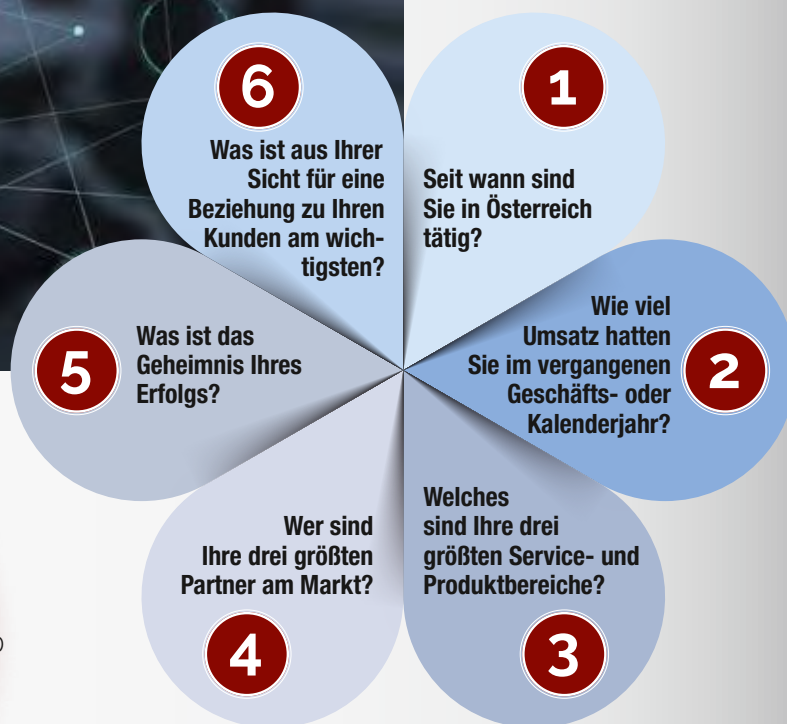 1
Seit wann sind
Sie in Österreich
tätig?
2
Wie viel
Umsatz hatten
Sie im vergangenen
Geschäfts- oder
Kalenderjahr?
3
Welches
sind Ihre drei
größten Service- und
Produktbereiche?
4
Wer sind
Ihre drei größten
Partner am Markt?
5
Was ist das
Geheimnis Ihres
Erfolgs?
6
Was ist aus Ihrer
Sicht für eine
Beziehung zu Ihren
Kunden am wich-
tigsten?